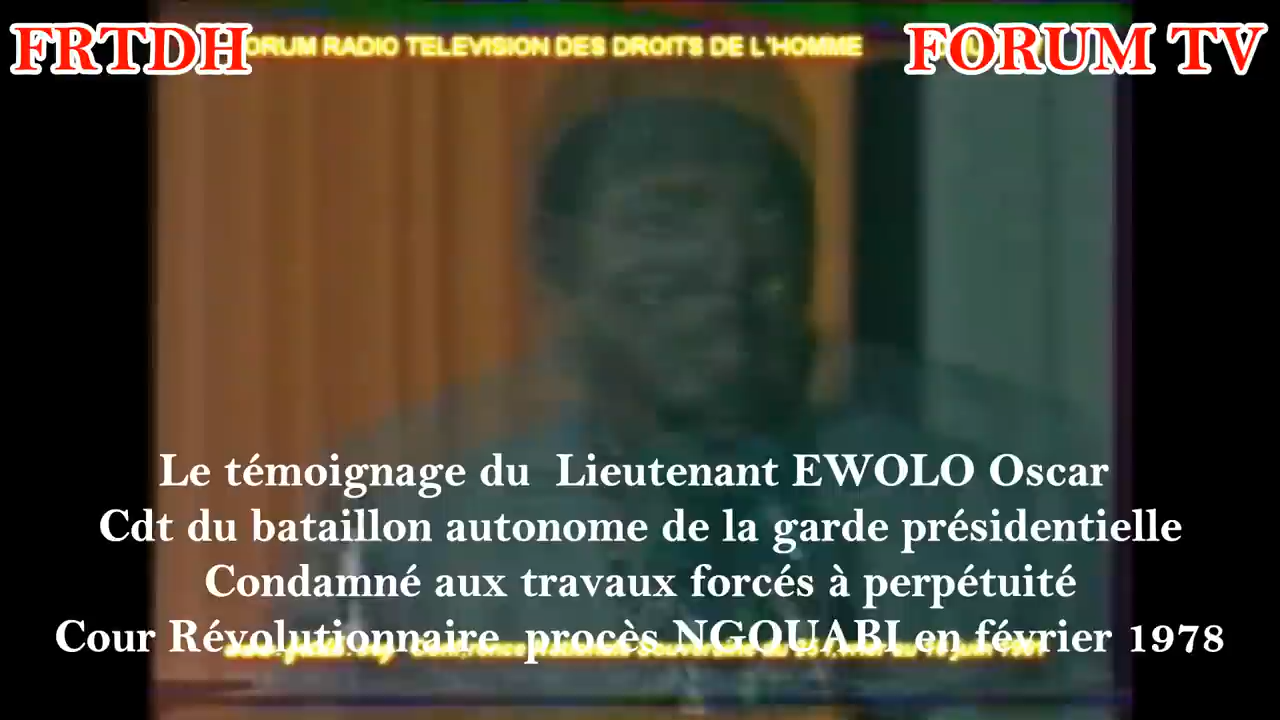 FRTDH
FORUM TV
ORUM RADIO TELEVISION DES DROITS DE L'HOMME
Le témoignage du Lieutenant EWOLO Oscar
Cdt du bataillon autonome de la garde présidentielle
Condamné aux travaux forcés à perpétuité
Cour Révolutionnaire procès NGOUABI en février 1978